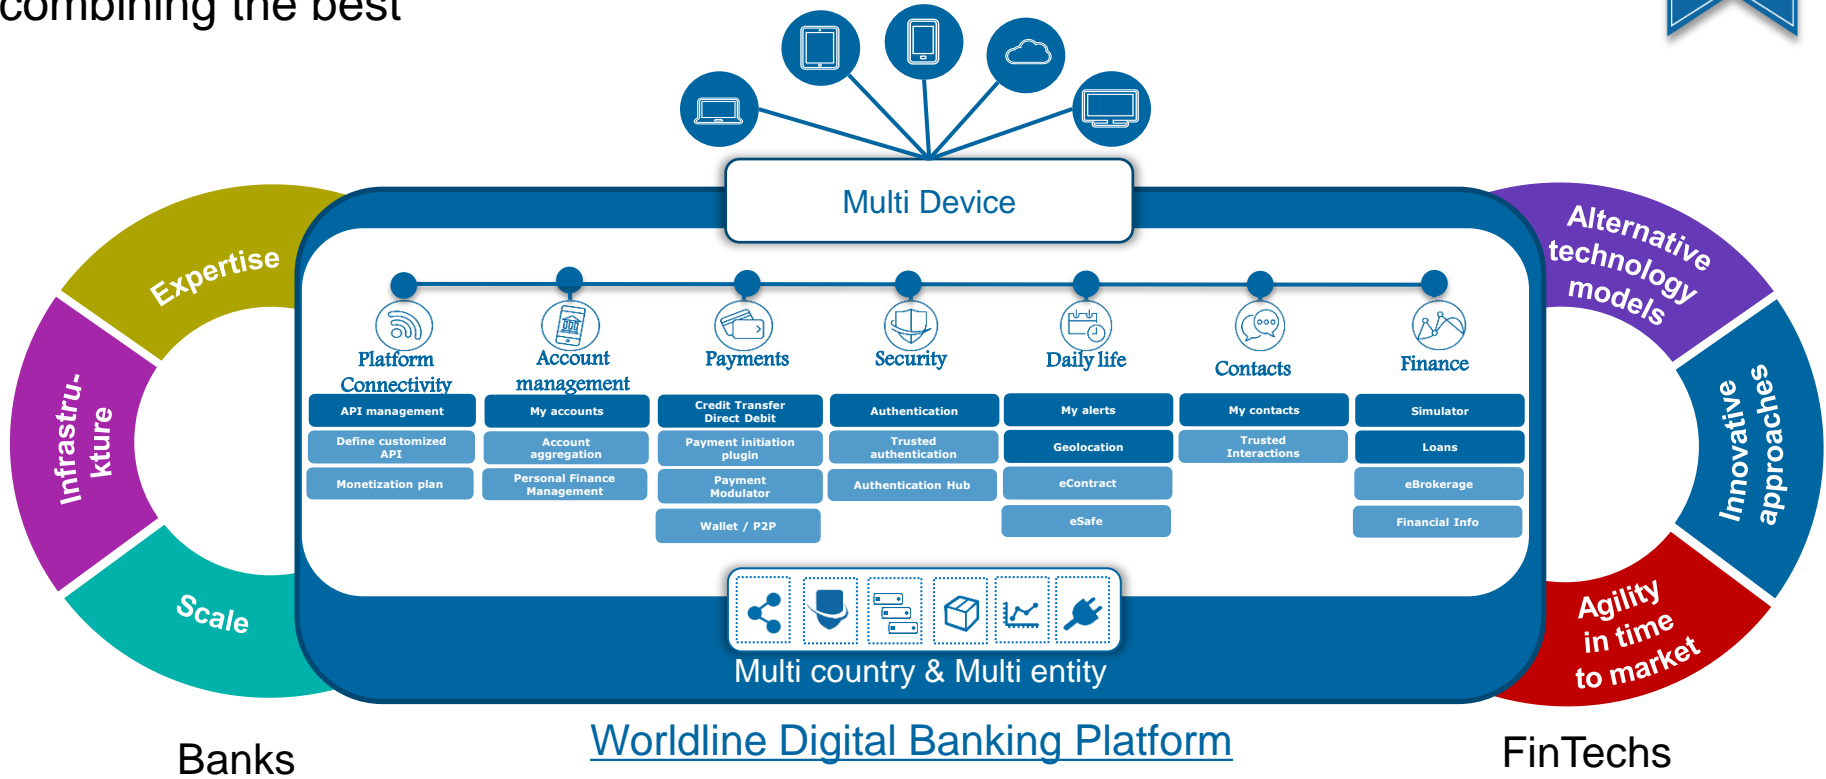 combining the best
Multi Device
Expertise
Infrastru-
kture
Scale
Banks
Platform
Connectivity
API management
Define customized
API
Monetization plan
Account
management
My accounts
Account
aggregation
Personal Finance
Management
Payments
Credit Transfer
Direct Debit
Payment initiation
plugin
Payment
Modulator
Wallet / P2P
Security
Authentication
Trusted
authentication
Authentication Hub
Daily life
My alerts
Geolocation
eContract
eSafe
Contacts
My contacts
Trusted
Interactions
Finance
Simulator
Loans
eBrokerage
Financial Info
Multi country & Multi entity
Worldline Digital Banking Platform
Alternative
technology
models
Innovative
approaches
Agility
in time
to market
FinTechs